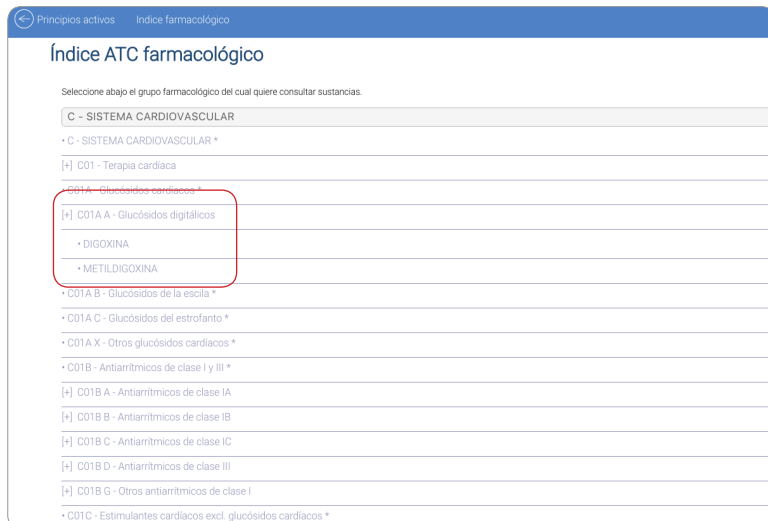 Principios activos Indice farmacológico
Índice ATC farmacológico
Seleccione abajo el grupo farmacológico del cual quiere consultar sustancias.
C - SISTEMA CARDIOVASCULAR
• C - SISTEMA CARDIOVASCULAR *
[+] C01 - Terapia cardíaca
• C01A - Glucósidos cardíacos *
[+] C01A A - Glucósidos digitálicos
• DIGOXINA
• METILDIGOXINA
• C01A B - Glucósidos de la escila *
• C01A C - Glucósidos del estrofanto *
• C01A X - Otros glucósidos cardíacos *
• C01B - Antiarrítmicos de clase I y III *
[+] C01B A - Antiarrítmicos de clase IA
[+] C01B B - Antiarrítmicos de clase IB
[+] C01B C - Antiarrítmicos de clase IC
[+] C01B D - Antiarrítmicos de clase III
[+] C01B G - Otros antiarrítmicos de clase I
• C01C - Estimulantes cardíacos excl. glucósidos cardíacos *